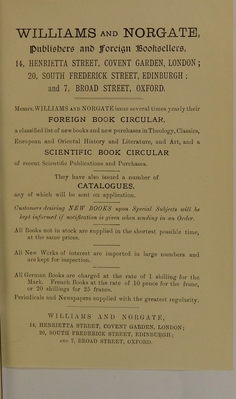 WILLIAMS AND NORGATE,
Publishers and Foreign Booksellers,
14, HENRIETTA STREET, COVENT GARDEN, LONDON;
20, SOUTH FREDERICK STREET, EDINBURGH;
and 7, BROAD STREET, OXFORD.
Messrs. WILLIAMS AND NORGATE issue several times yearly their
FOREIGN BOOK CIRCULAR,
a classified list of new books and new purchases in Theology, Classics,
European and Oriental History and Literature, and Art, and a
SCIENTIFIC BOOK CIRCULAR
of recent Scientific Publications and Purchases.
They have also issued a number of
CATALOGUES,
any of which will be sent on application.
Customers desiring NEW BOOKS upon Special Subjects will be
kept informed if notification is given when sending in an Order.
All Books not in stock are supplied in the shortest possible time,
at the same prices.
All New Works of interest are imported in large numbers and
are kept for inspection.
All German Books are charged at the rate of 1 shilling for the
Mark. French Books at the rate of 10 pence for the franc,
or 20 shillings for 25 francs.
Periodicals and Newspapers supplied with the greatest regularity.
WILLIAMS AND NORGATE,
14, HENRIETTA STREET, COVENT GARDEN, LONDON;
20, SOUTH FREDERICK STREET, EDINBURGH;
AND 7, BROAD STREET, OXFORD.